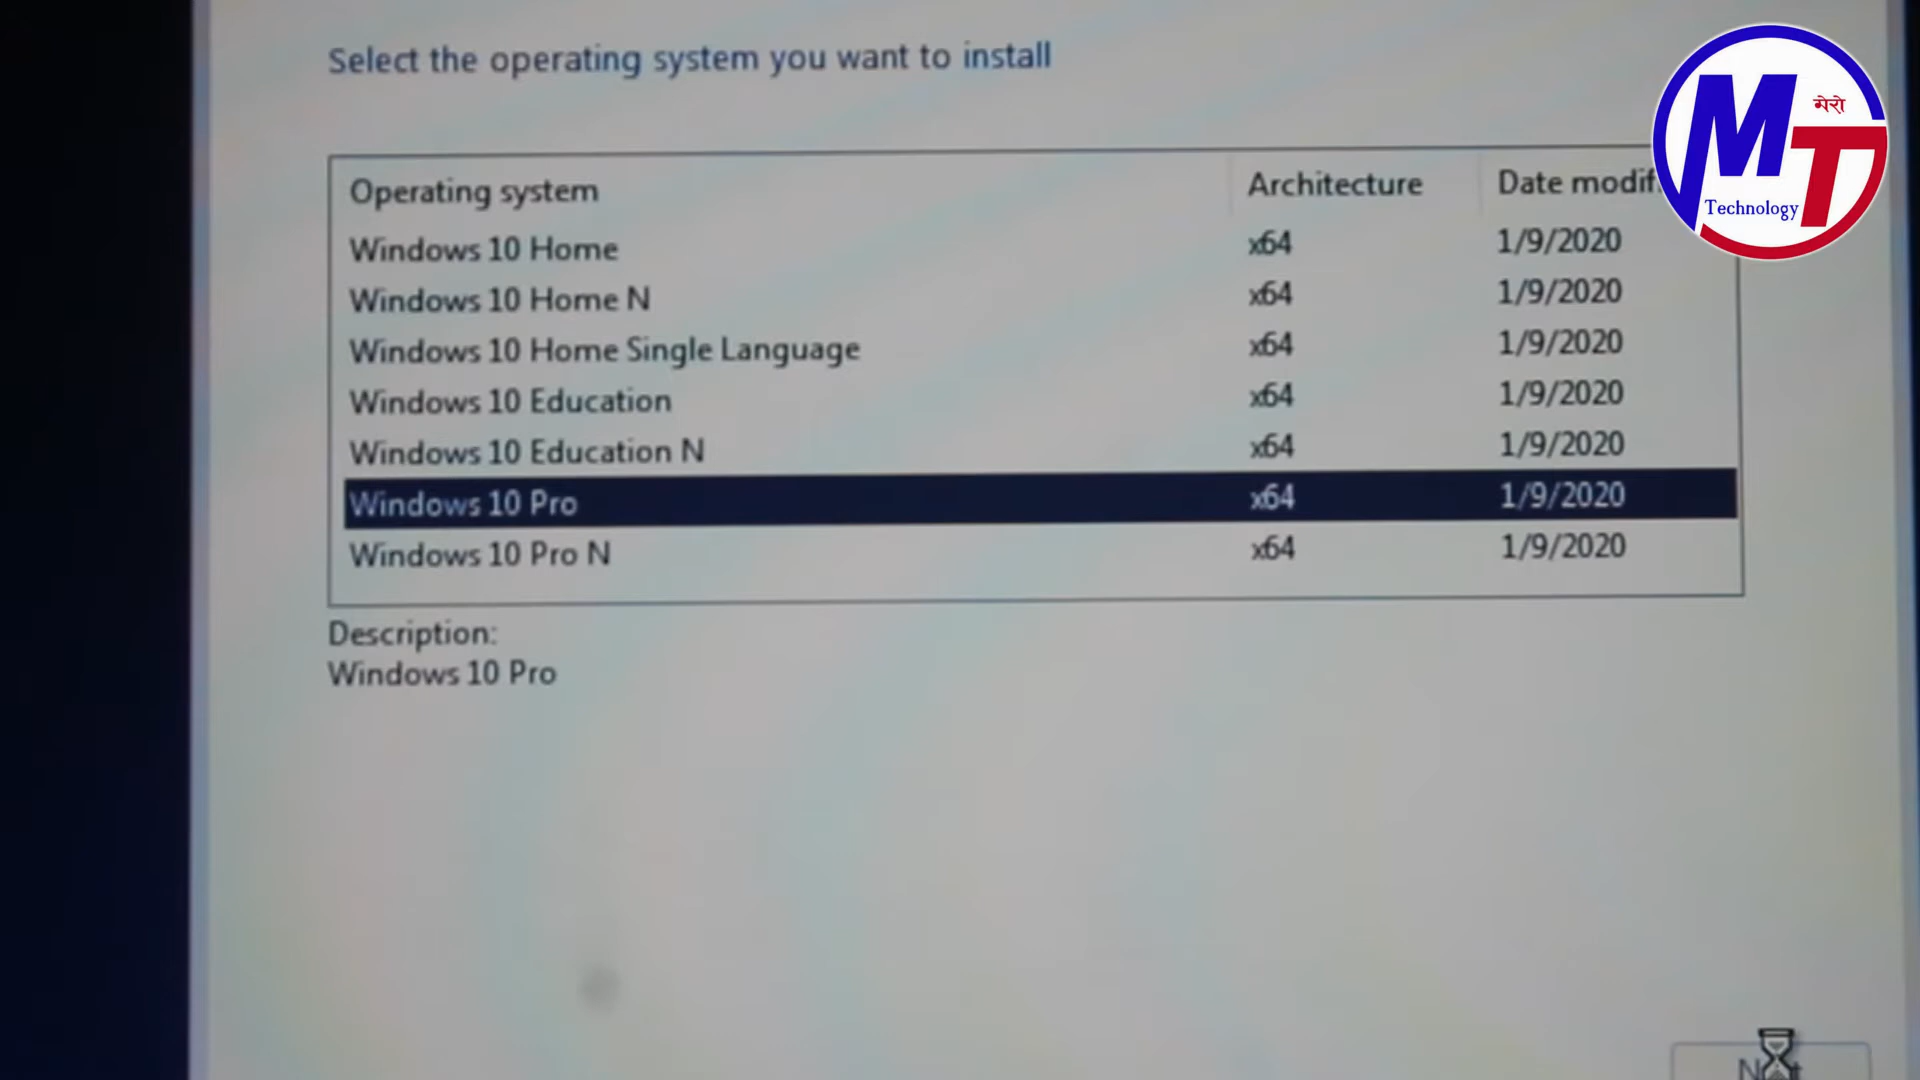 Select the operating system you want to install
मेरो
MT
Technology
Operating system Architecture Date modif
Windows 10 Home x64 1/9/2020
Windows 10 Home N x64 1/9/2020
Windows 10 Home Single Language x64 1/9/2020
Windows 10 Education x64 1/9/2020
Windows 10 Education N x64 1/9/2020
Windows 10 Pro x64 1/9/2020
Windows 10 Pro N x64 1/9/2020
Description:
Windows 10 Pro